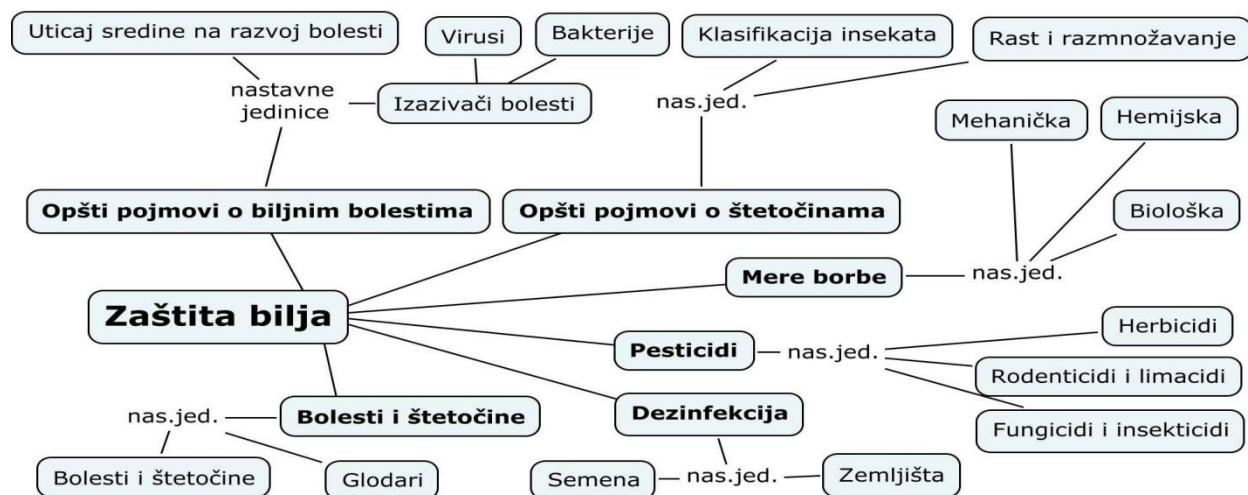 Uticaj sredine na razvoj bolesti
Virusi
Bakterije
Klasifikacija insekata
Rast i razmnožavanje
nastavne
jedinice
Izazivači bolesti
nas.jed.
Mehanička
Hemijska
Opšti pojmovi o biljnim bolestima
Opšti pojmovi o štetočinama
Biološka
Mere borbe
nas.jed.
Zaštita bilja
Herbicidi
Pesticidi
nas.jed.
Rodenticidi i limacidi
nas.jed.
Bolesti i štetočine
Dezinfekcija
Fungicidi i insekticidi
Bolesti i štetočine
Glodari
Semena
nas.jed.
Zemljišta